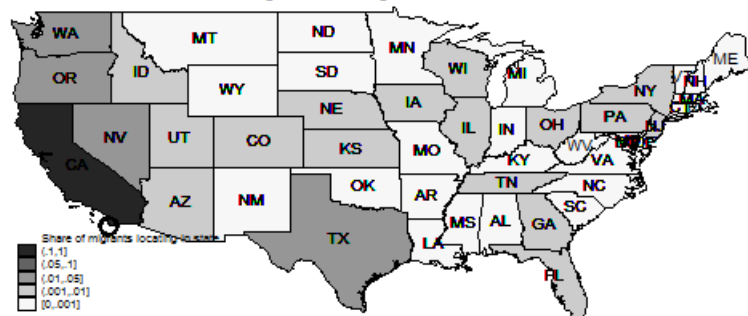 WA
MT
ND
MN
ME
OR
ID
SD
WI
MI
NH
WY
NY
NE
IA
PA
NV
UT
CO
IL
IN
OH
CA
KS
MO
WV
VA
KY
AZ
NM
OK
AR
TN
NC
SC
TX
LA
MS
AL
GA
FL
Share of migrants locating in state
(.1,.1]
(.05,.1]
(.01,.05]
(.001,.01]
[0,.001]